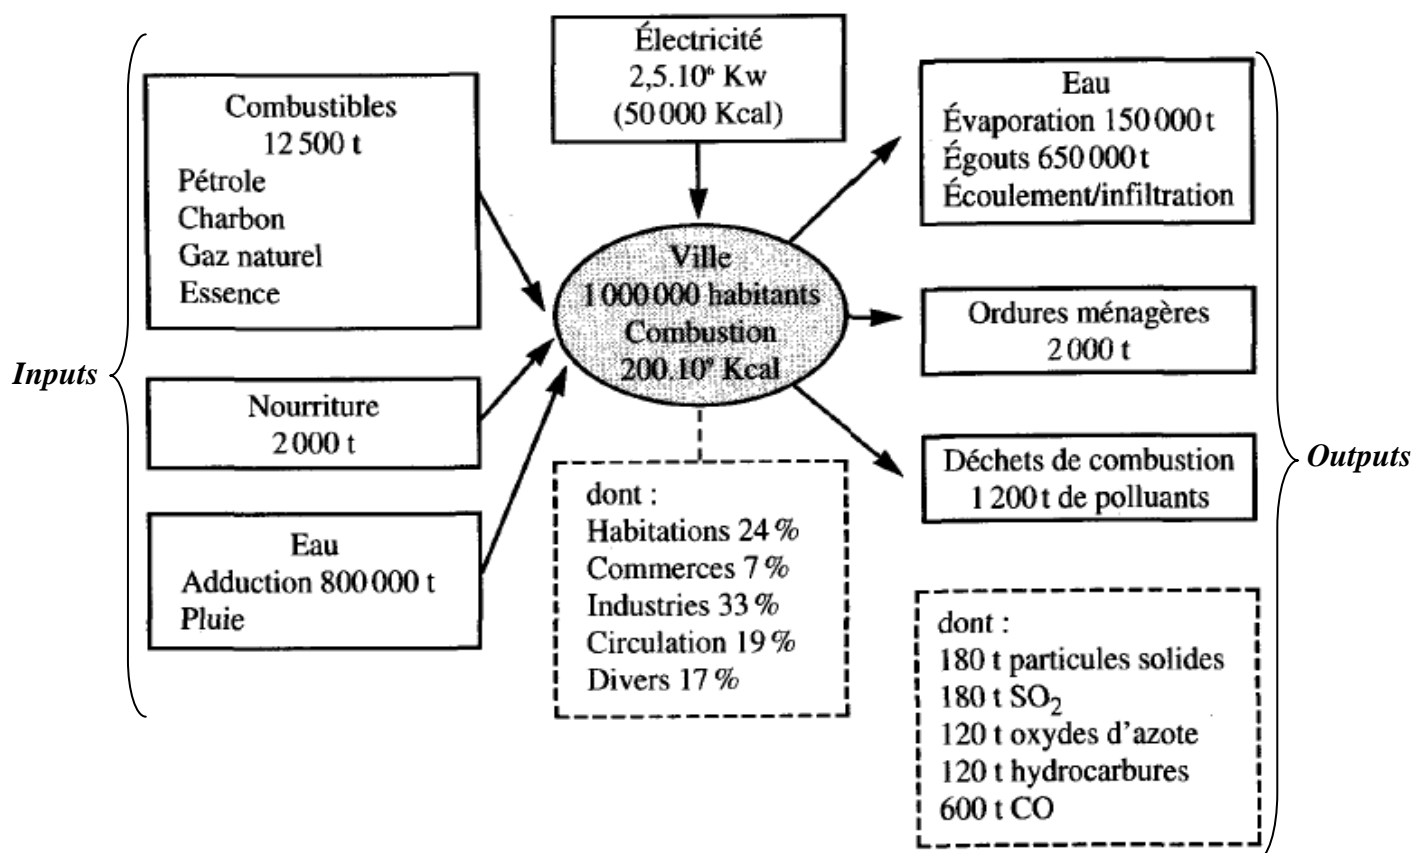 Inputs
Combustibles
12 500 t
Pétrole
Charbon
Gaz naturel
Essence
Nourriture
2 000 t
Eau
Adduction 800 000 t
Pluie
Électricité
2,5.10⁶ Kw
(50 000 Kcal)
Ville
1 000 000 habitants
Combustion
200.10⁹ Kcal
dont :
Habitations 24 %
Commerces 7 %
Industries 33 %
Circulation 19 %
Divers 17 %
Eau
Évaporation 150 000 t
Égouts 650 000 t
Écoulement/infiltration
Ordures ménagères
2 000 t
Déchets de combustion
1 200 t de polluants
dont :
180 t particules solides
180 t SO₂
120 t oxydes d'azote
120 t hydrocarbures
600 t CO
Outputs